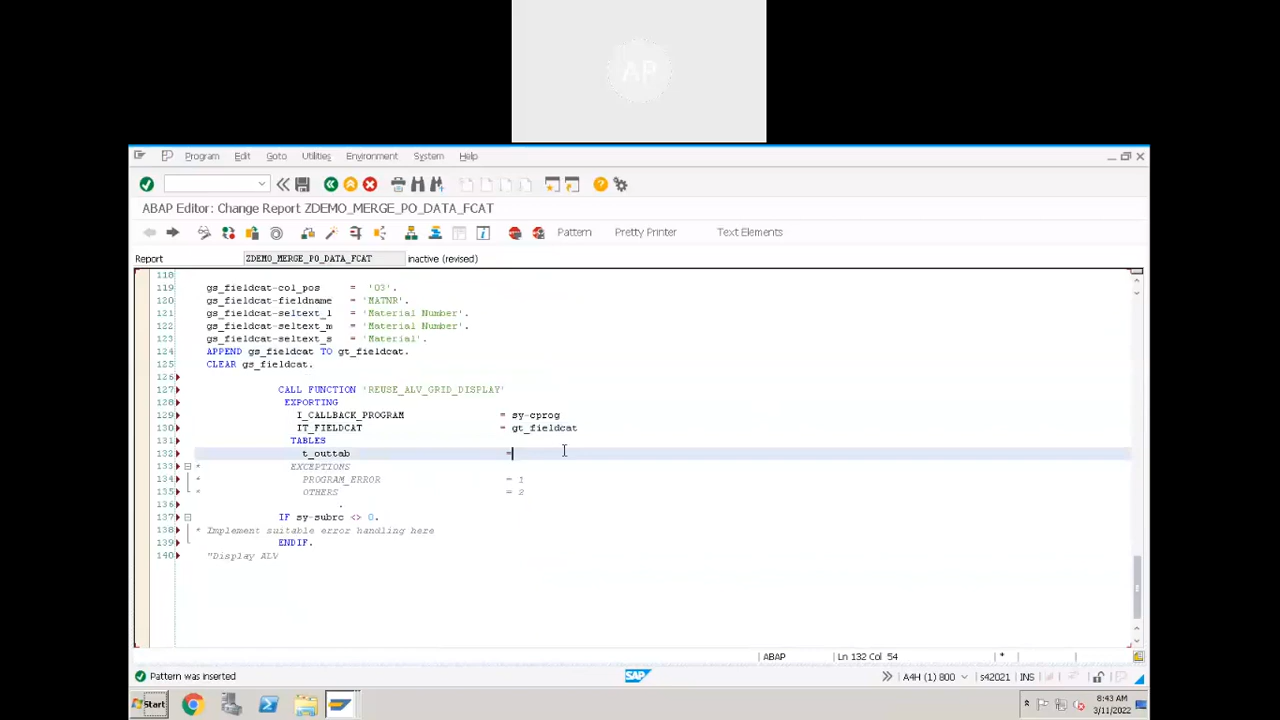 AP
Program Edit Goto Utilities Environment System Help
ABAP Editor: Change Report ZDEMO_MERGE_PO_DATA_FCAT
Pattern Pretty Printer Text Elements
Report ZDEMO_MERGE_PO_DATA_FCAT inactive (revised)
118
119 gs_fieldcat-col_pos = '03'.
120 gs_fieldcat-fieldname = 'MATNR'.
121 gs_fieldcat-seltext_l = 'Material Number'.
122 gs_fieldcat-seltext_m = 'Material Number'.
123 gs_fieldcat-seltext_s = 'Material'.
124 APPEND gs_fieldcat TO gt_fieldcat.
125 CLEAR gs_fieldcat.
126
127 CALL FUNCTION 'REUSE_ALV_GRID_DISPLAY'
128 EXPORTING
129 I_CALLBACK_PROGRAM = sy-cprog
130 IT_FIELDCAT = gt_fieldcat
131 TABLES
132 t_outtab =
133 * EXCEPTIONS
134 * PROGRAM_ERROR = 1
135 * OTHERS = 2
136 .
137 IF sy-subrc <> 0.
138 * Implement suitable error handling here
139 ENDIF.
140 "Display ALV
ABAP Ln 132 Col 54 *
Pattern was inserted SAP A4H (1) 800 s42021 INS
Start 8:43 AM
3/11/2022